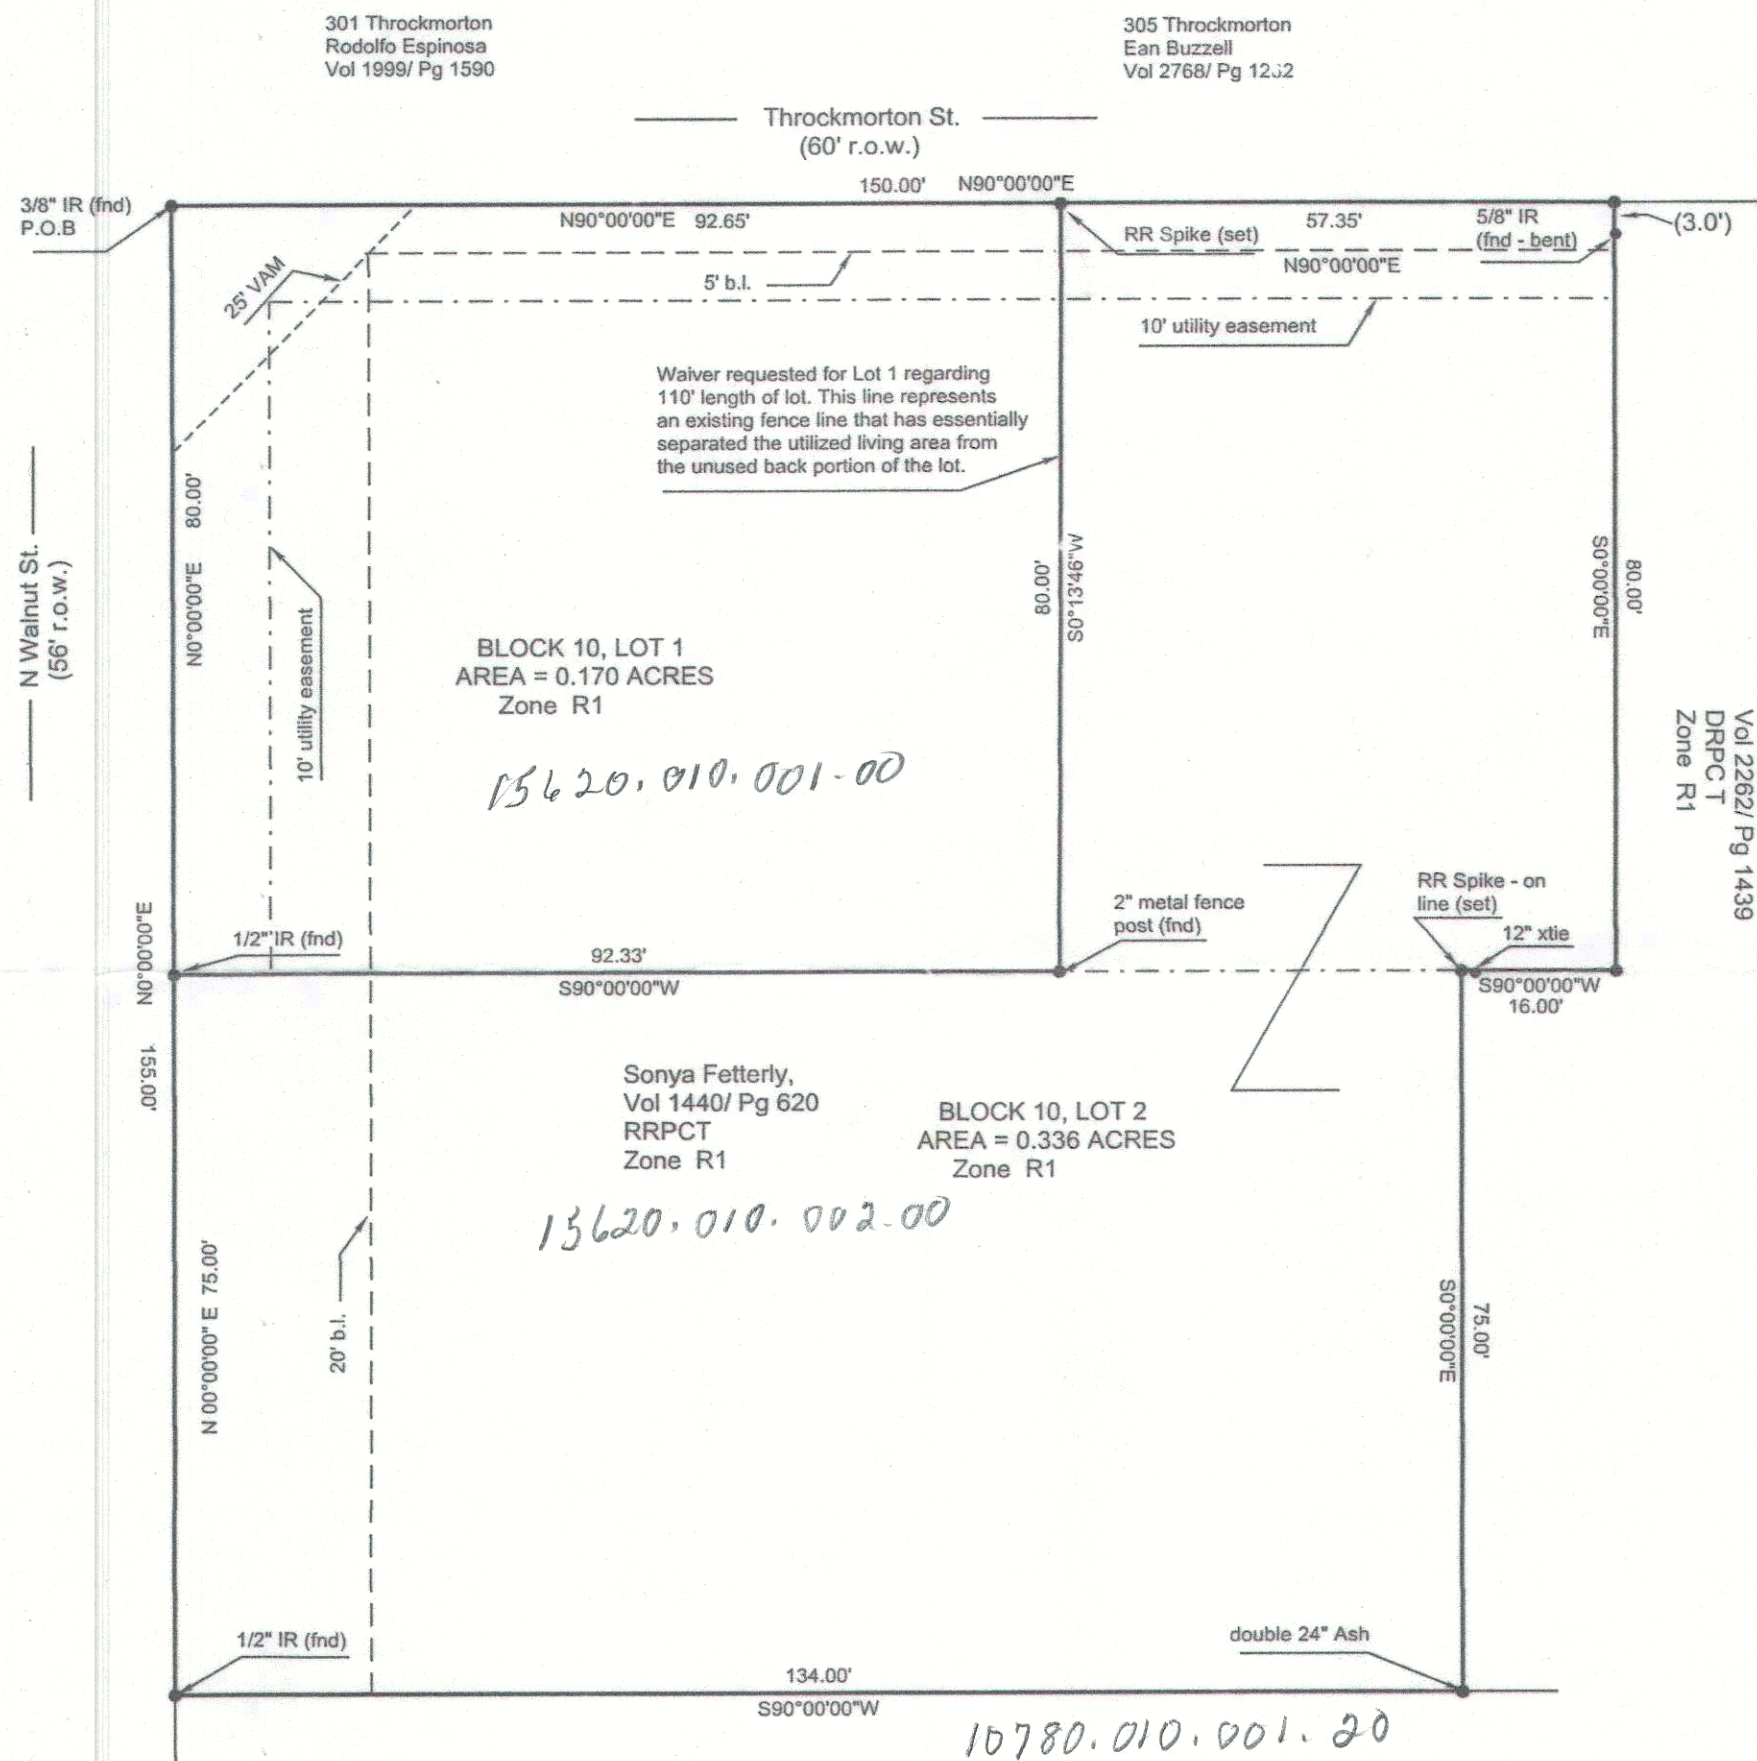 301 Throckmorton
Rodolfo Espinosa
Vol 1999/ Pg 1590
305 Throckmorton
Ean Buzzell
Vol 2768/ Pg
Throckmorton St.
(60' r.o.w.)
3/8" IR (fnd)
P.O.B
150.00' N90°00'00"E
N90°00'00"E 92.65'
RR Spike (set)
57.35'
N90°00'00"E
5/8" IR
(fnd - bent)
(3.0')
25' VAM
5' b.l.
10' utility easement
Waiver requested for Lot 1 regarding
110' length of lot. This line represents
an existing fence line that has essentially
separated the utilized living area from
the unused back portion of the lot.
N Walnut St.
(56' r.o.w.)
N0°00'00"E 80.00'
10' utility easement
80.00'
S0°13'46"W
S0°00'00"E
80.00'
BLOCK 10, LOT 1
AREA = 0.170 ACRES
Zone R1
15620.010.001-00
Vol 2262/ Pg 1439
DRPC T
Zone R1
N0°00'00"E 155.00'
1/2" IR (fnd)
92.33'
S90°00'00"W
2" metal fence
post (fnd)
RR Spike - on
line (set)
12" xtie
S90°00'00"W
16.00'
Sonya Fetterly,
Vol 1440/ Pg 620
RRPCT
Zone R1
BLOCK 10, LOT 2
AREA = 0.336 ACRES
Zone R1
15620.010.002-00
N 00°00'00" E 75.00'
20' b.l.
S0°00'00"E
75.00'
1/2" IR (fnd)
double 24" Ash
134.00'
S90°00'00"W
10780.010.001.20